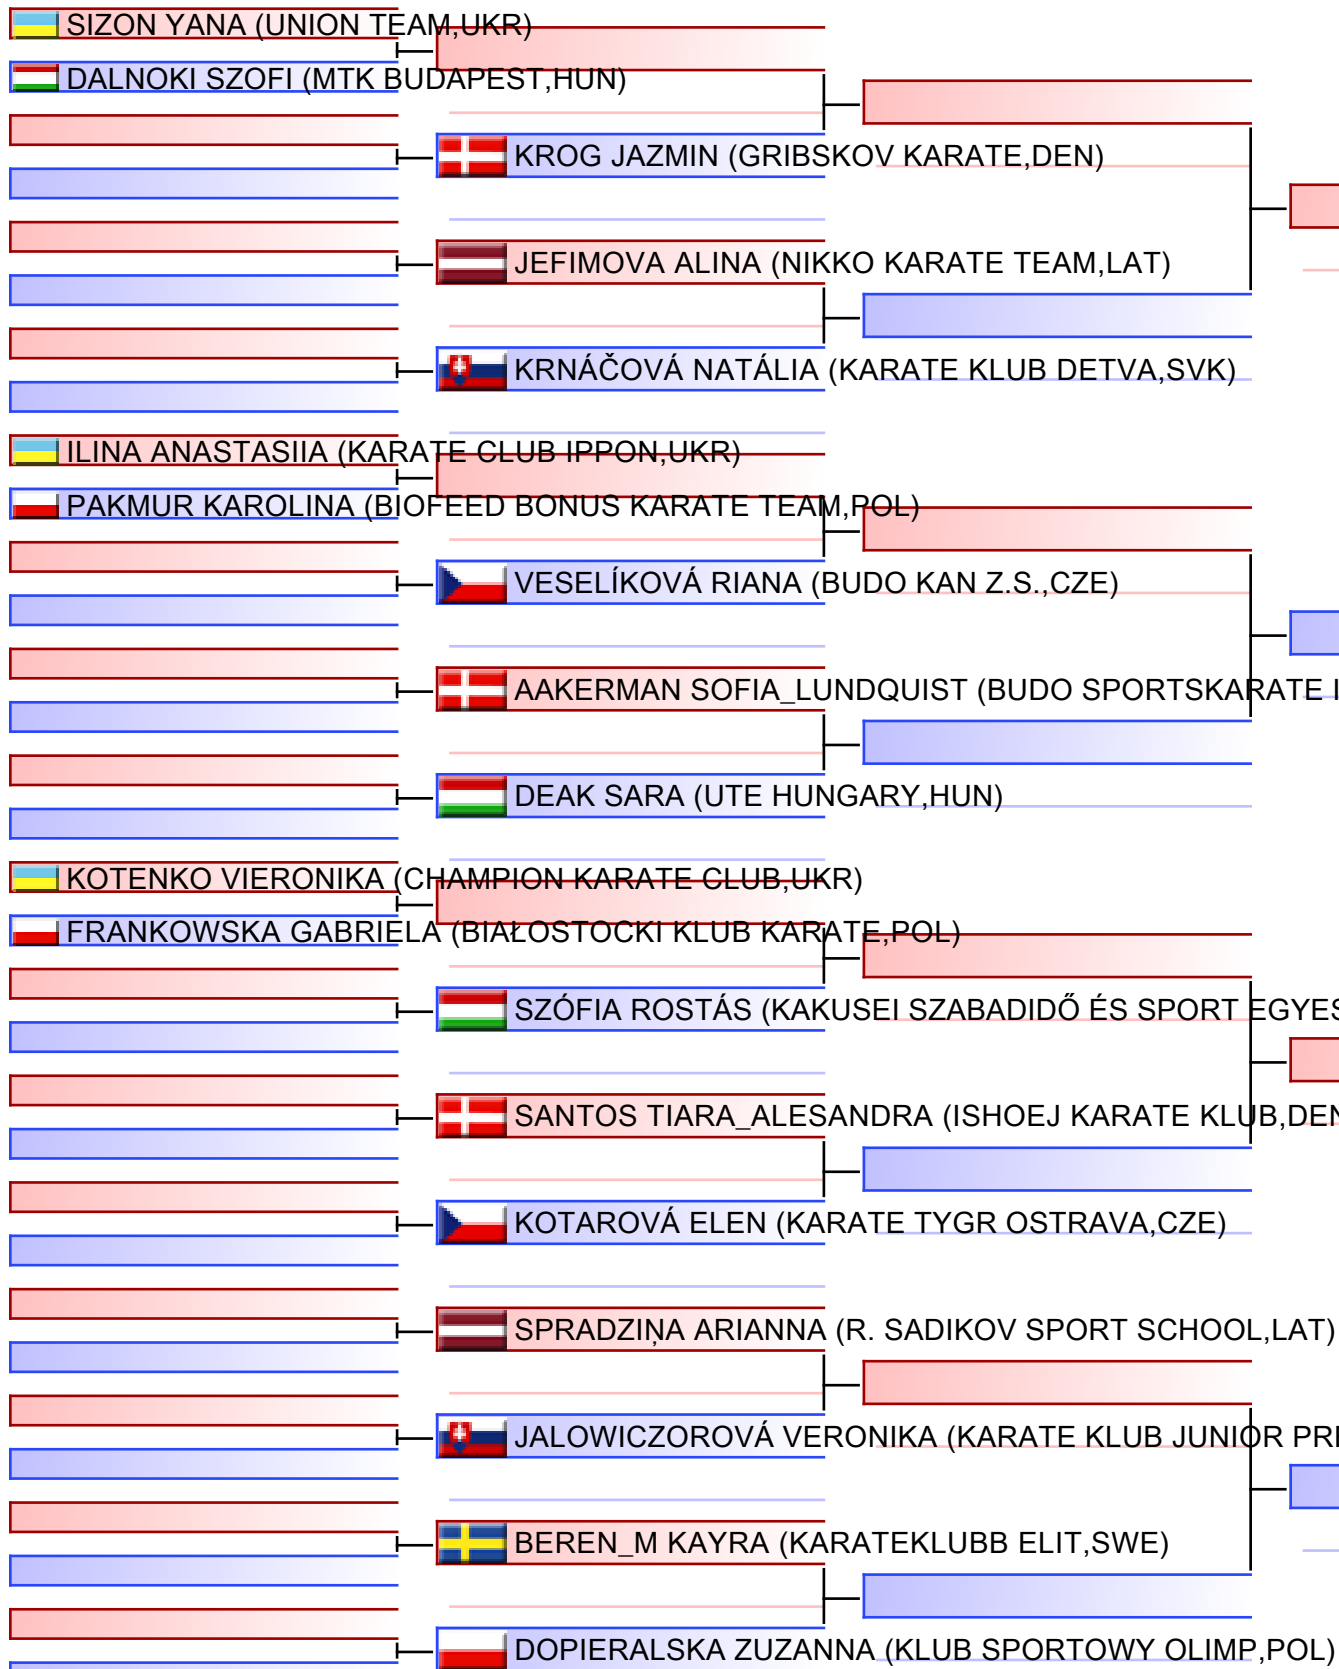 SIZON YANA (UNION TEAM,UKR)
DALNOKI SZOFI (MTK BUDAPEST,HUN)
KROG JAZMIN (GRIBSKOV KARATE,DEN)
JEFIMOVA ALINA (NIKKO KARATE TEAM,LAT)
KRNÁČOVÁ NATÁLIA (KARATE KLUB DETVA,SVK)
ILINA ANASTASIIA (KARATE CLUB IPPON,UKR)
PAKMUR KAROLINA (BIOFEED BONUS KARATE TEAM,POL)
VESELÍKOVÁ RIANA (BUDO KAN Z.S.,CZE)
AAKERMAN SOFIA_LUNDQUIST (BUDO SPORTSKARATE
DEAK SARA (UTE HUNGARY,HUN)
KOTENKO VIERONIKA (CHAMPION KARATE CLUB,UKR)
FRANKOWSKA GABRIELA (BIAŁOSTOCKI KLUB KARATE,POL)
SZÓFIA ROSTÁS (KAKUSEI SZABADIDŐ ÉS SPORT EGYES
SANTOS TIARA_ALESANDRA (ISHOEJ KARATE KLUB,DEN
KOTAROVÁ ELEN (KARATE TYGR OSTRAVA,CZE)
SPRADZIŅA ARIANNA (R. SADIKOV SPORT SCHOOL,LAT)
JALOWICZOROVÁ VERONIKA (KARATE KLUB JUNIOR PRE
BEREN_M KAYRA (KARATEKLUBB ELIT,SWE)
DOPIERALSKA ZUZANNA (KLUB SPORTOWY OLIMP,POL)